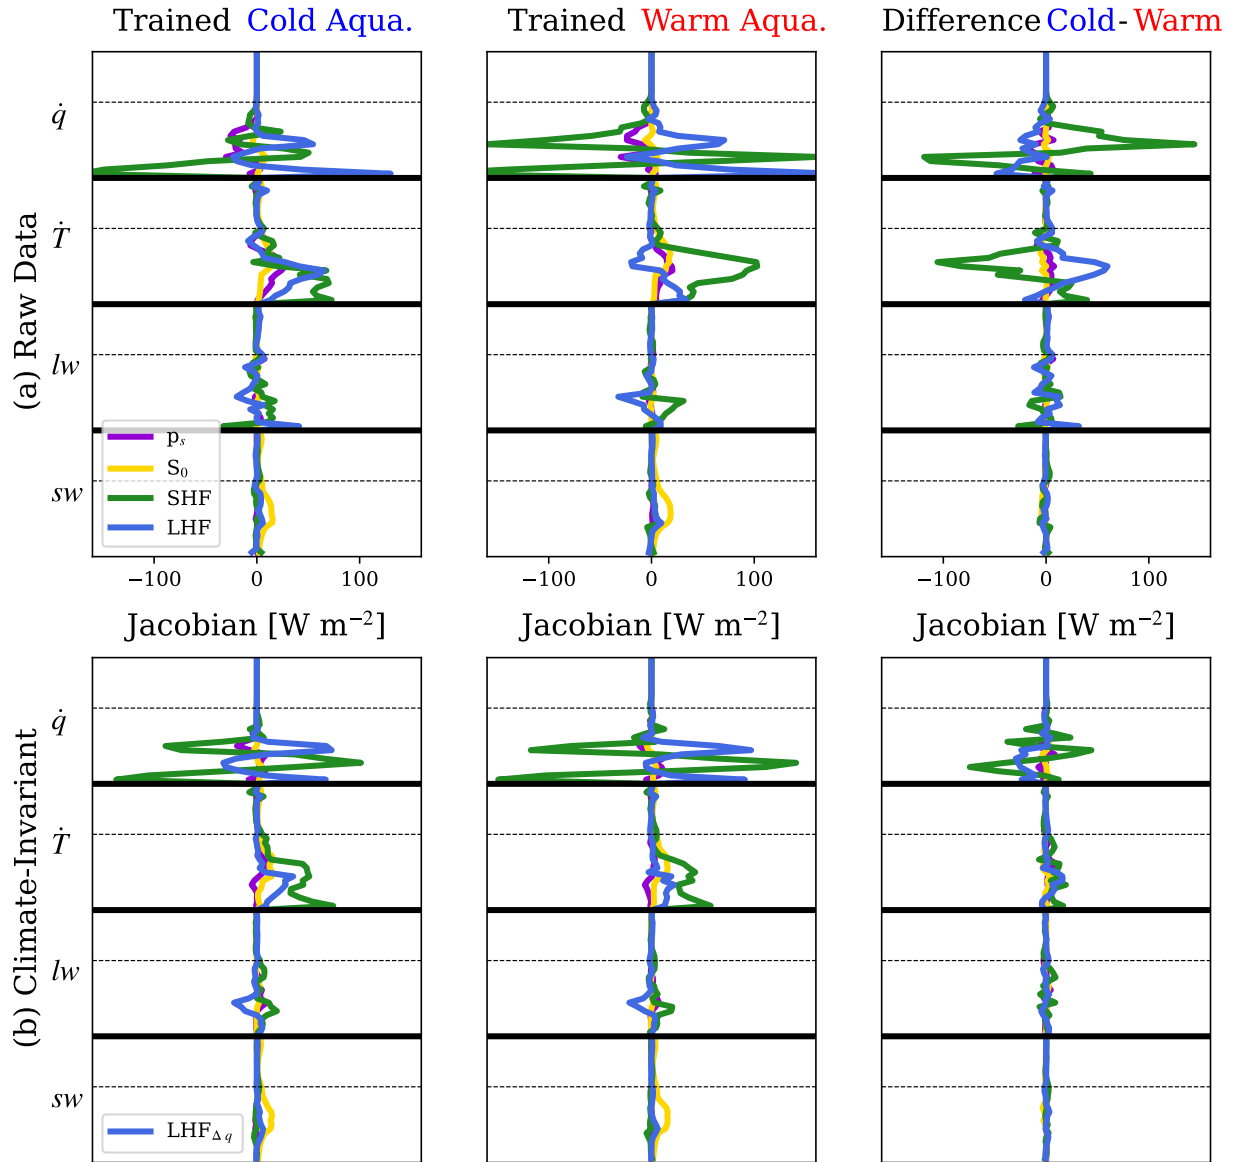 Trained Cold Aqua.
Trained Warm Aqua.
Difference Cold-Warm
(a) Raw Data
q̇
Ṫ
lw
sw
pₛ
S₀
SHF
LHF
−100 0 100
−100 0 100
−100 0 100
Jacobian [W m⁻²]
Jacobian [W m⁻²]
Jacobian [W m⁻²]
(b) Climate-Invariant
q̇
Ṫ
lw
sw
LHF_Δ q